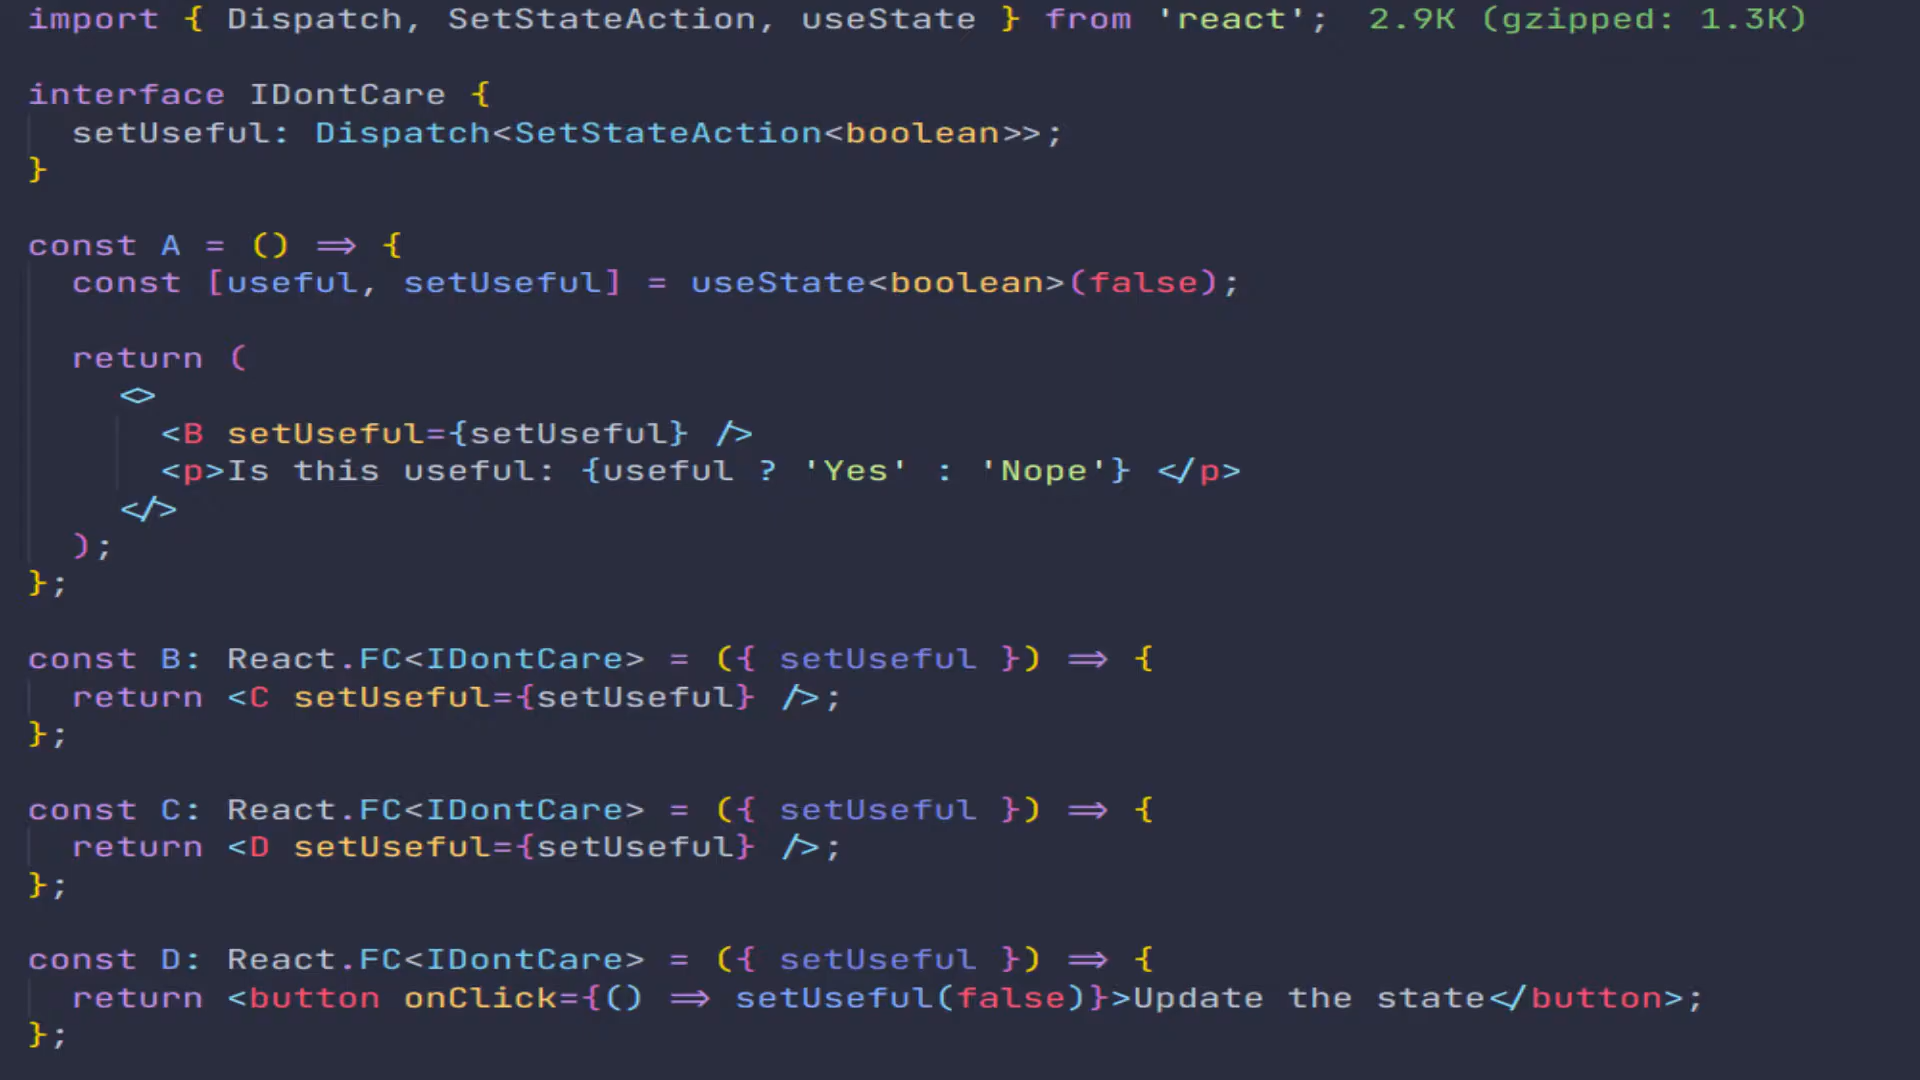 import { Dispatch, SetStateAction, useState } from 'react'; 2.9K (gzipped: 1.3K)
interface IDontCare {
setUseful: Dispatch<SetStateAction<boolean>>;
}
const A = () => {
const [useful, setUseful] = useState<boolean>(false);
return (
<>
<B setUseful={setUseful} />
<p>Is this useful: {useful ? 'Yes' : 'Nope'} </p>
</>
);
};
const B: React.FC<IDontCare> = ({ setUseful }) => {
return <C setUseful={setUseful} />;
};
const C: React.FC<IDontCare> = ({ setUseful }) => {
return <D setUseful={setUseful} />;
};
const D: React.FC<IDontCare> = ({ setUseful }) => {
return <button onClick={() => setUseful(false)}>Update the state</button>;
};